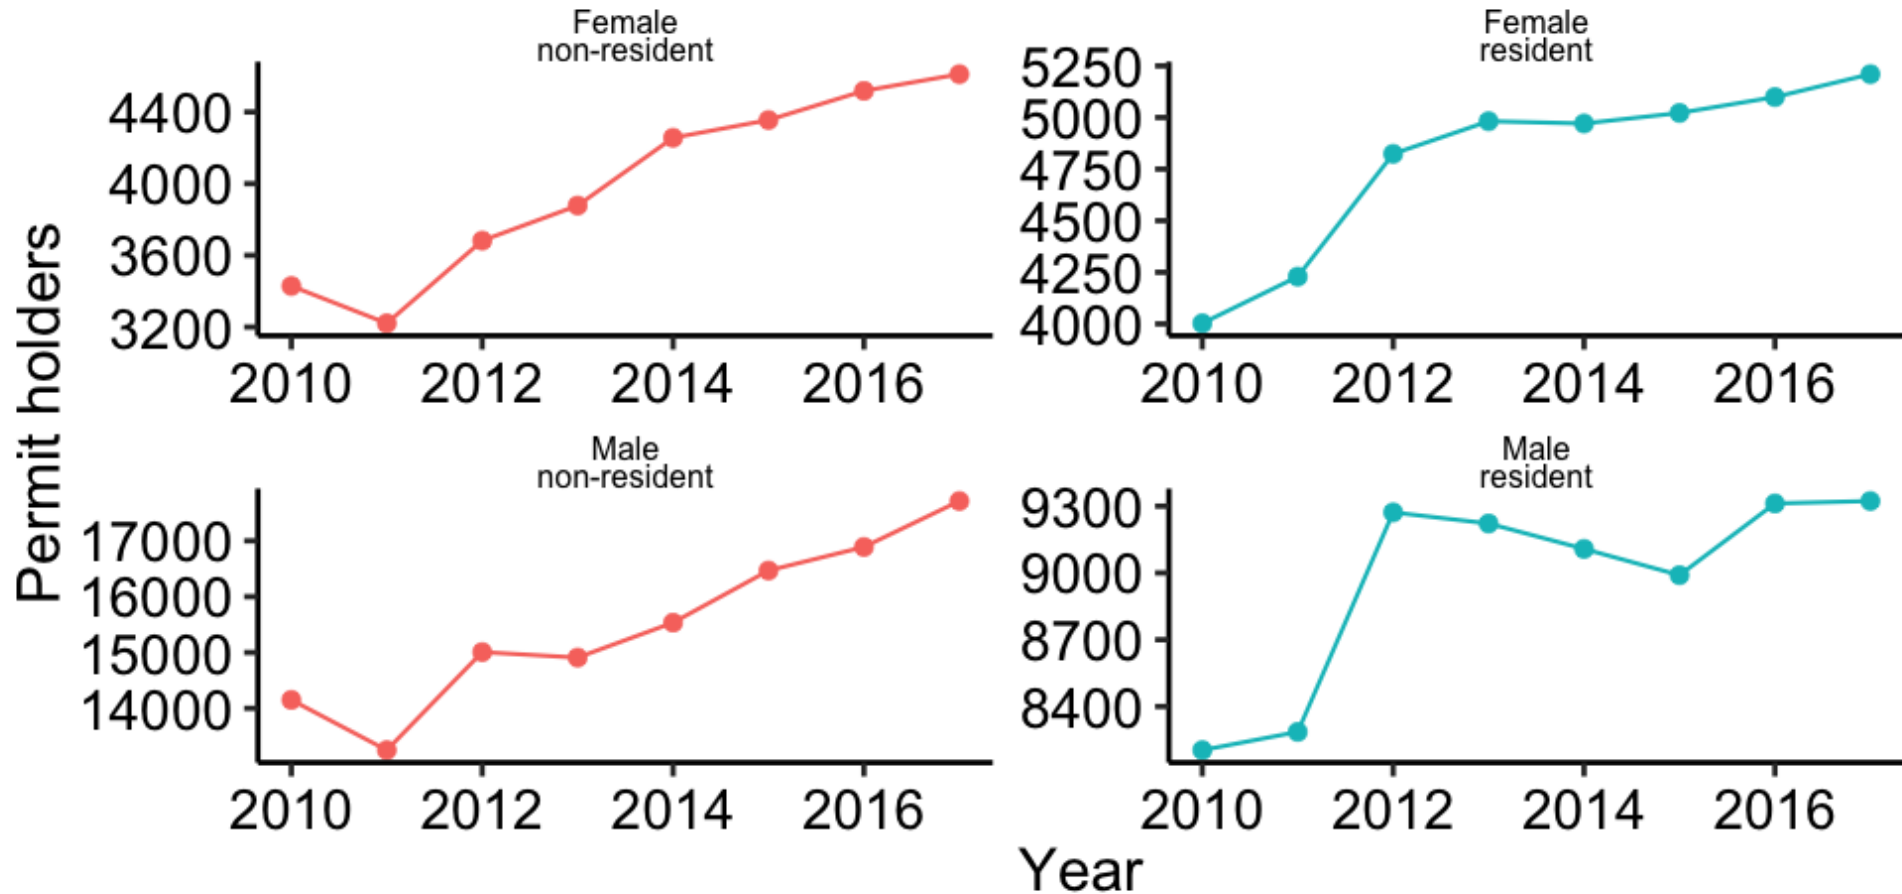 Female
non-resident
4400
4000
3600
3200
2010 2012 2014 2016
Female
resident
5250
5000
4750
4500
4250
4000
2010 2012 2014 2016
Permit holders
Male
non-resident
17000
16000
15000
14000
2010 2012 2014 2016
Male
resident
9300
9000
8700
8400
2010 2012 2014 2016
Year